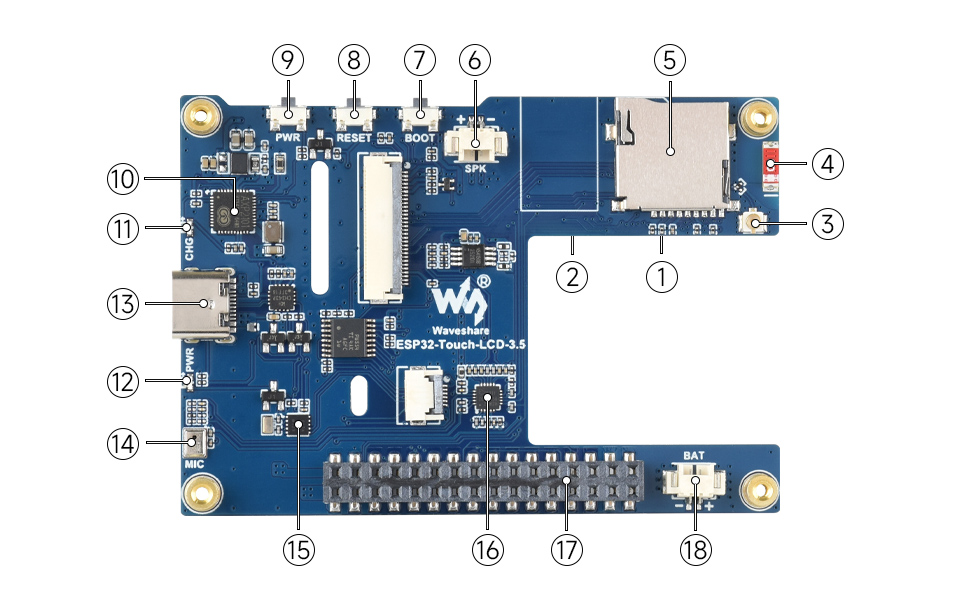 ⑨ ⑧ ⑦ ⑥ ⑤
PWR RESET BOOT
+ -
SPK
④
⑩
③
⑪
CHG
② ①
®
Waveshare
ESP32-Touch-LCD-3.5
⑬
PWR
⑫
⑭
MIC
BAT
- +
⑮ ⑯ ⑰ ⑱